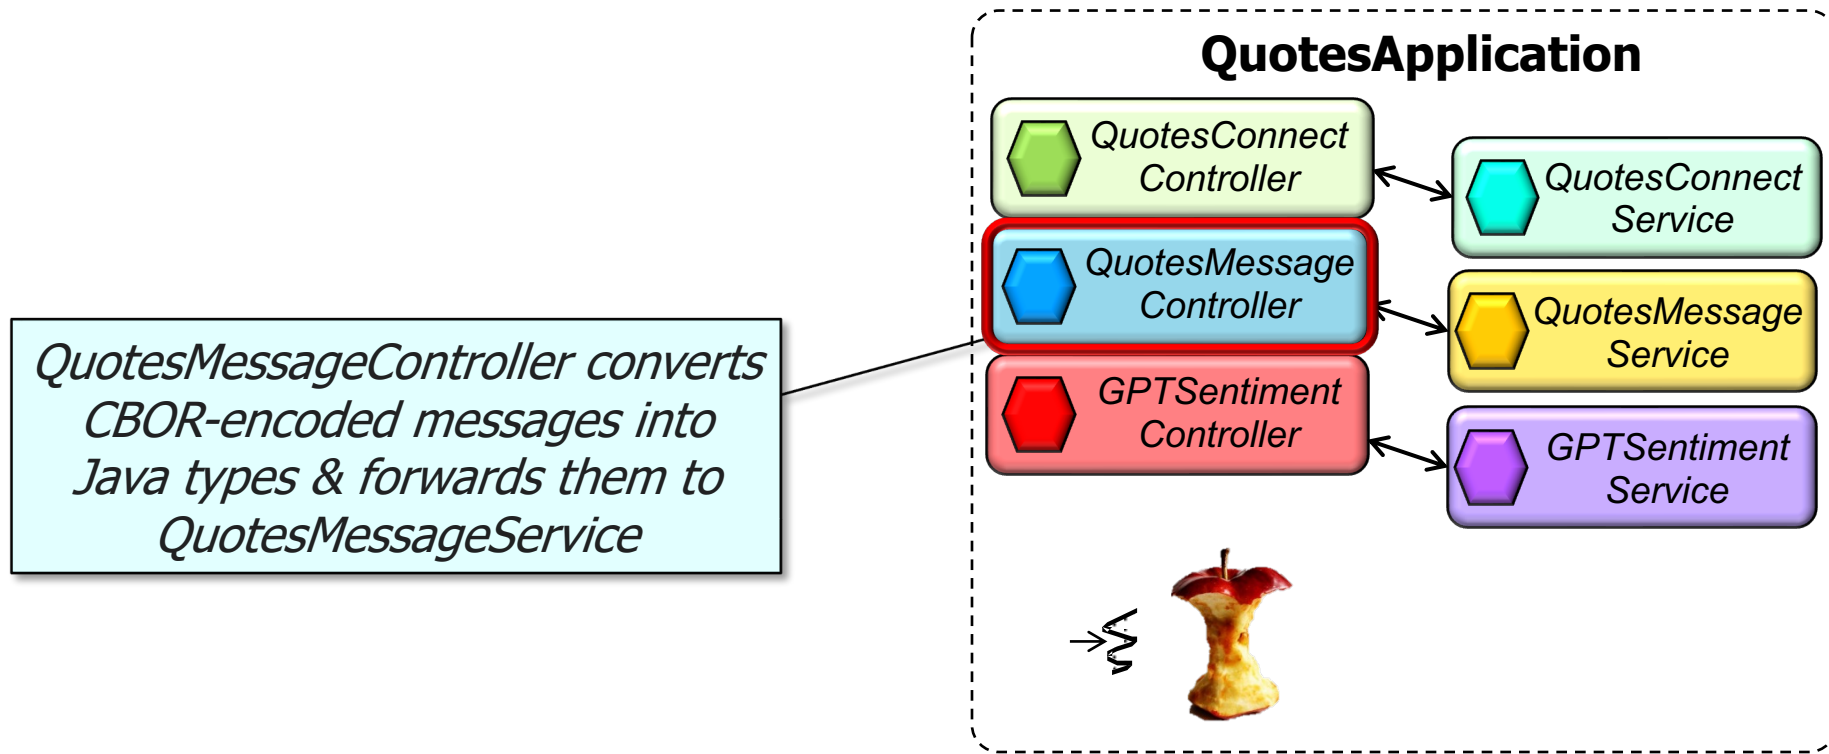 QuotesApplication
QuotesConnect
Controller
QuotesConnect
Service
QuotesMessage
Controller
QuotesMessage
Service
GPTSentiment
Controller
GPTSentiment
Service
QuotesMessageController converts
CBOR-encoded messages into
Java types & forwards them to
QuotesMessageService